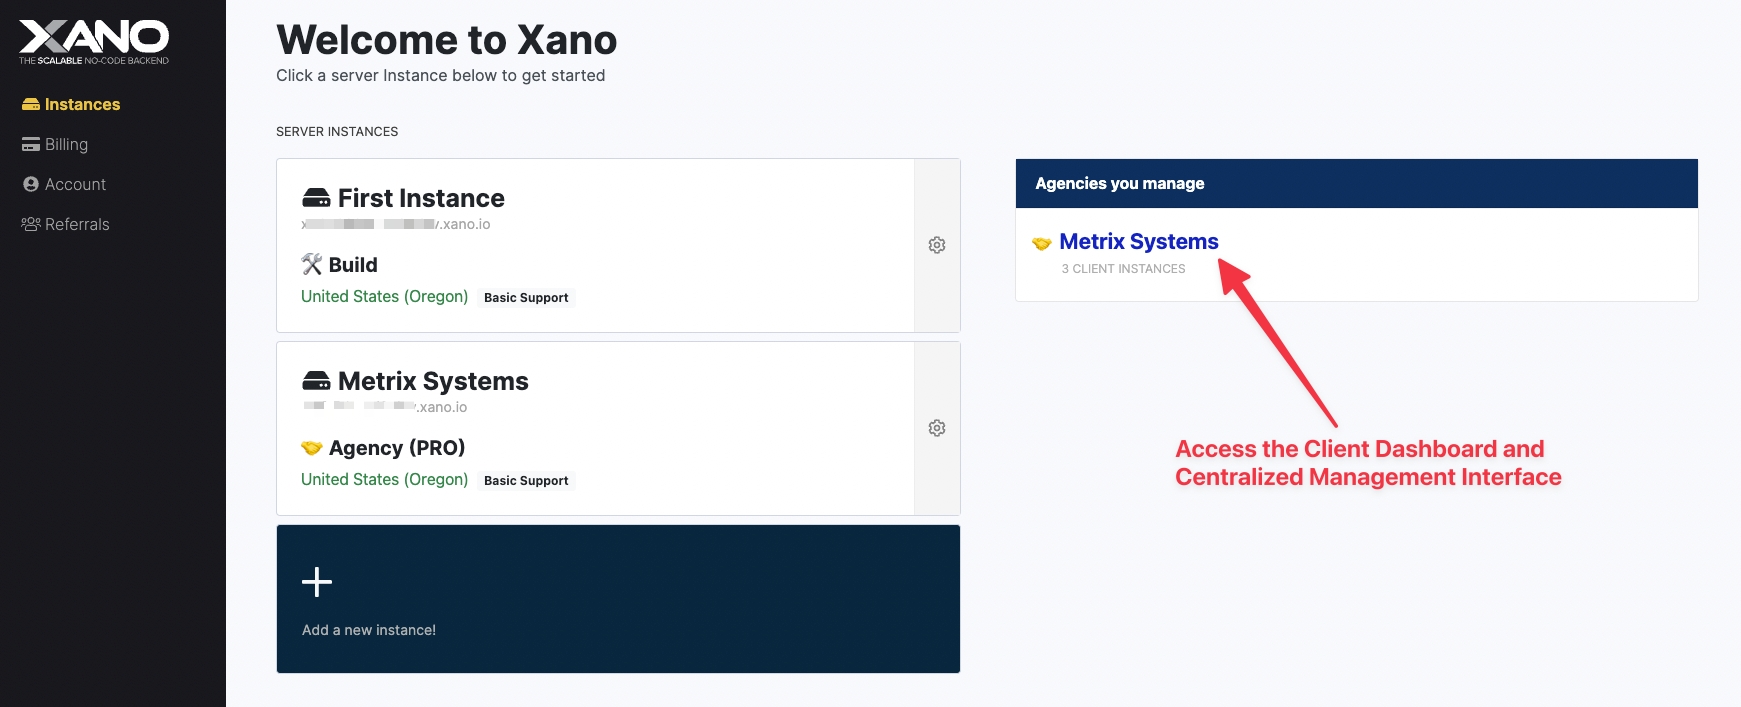 XANO
THE SCALABLE NO-CODE BACKEND
Instances
Billing
Account
Referrals
Welcome to Xano
Click a server Instance below to get started
SERVER INSTANCES
First Instance
.xano.io
Build
United States (Oregon) Basic Support
Metrix Systems
.xano.io
Agency (PRO)
United States (Oregon) Basic Support
Add a new instance!
Agencies you manage
Metrix Systems
3 CLIENT INSTANCES
Access the Client Dashboard and
Centralized Management Interface